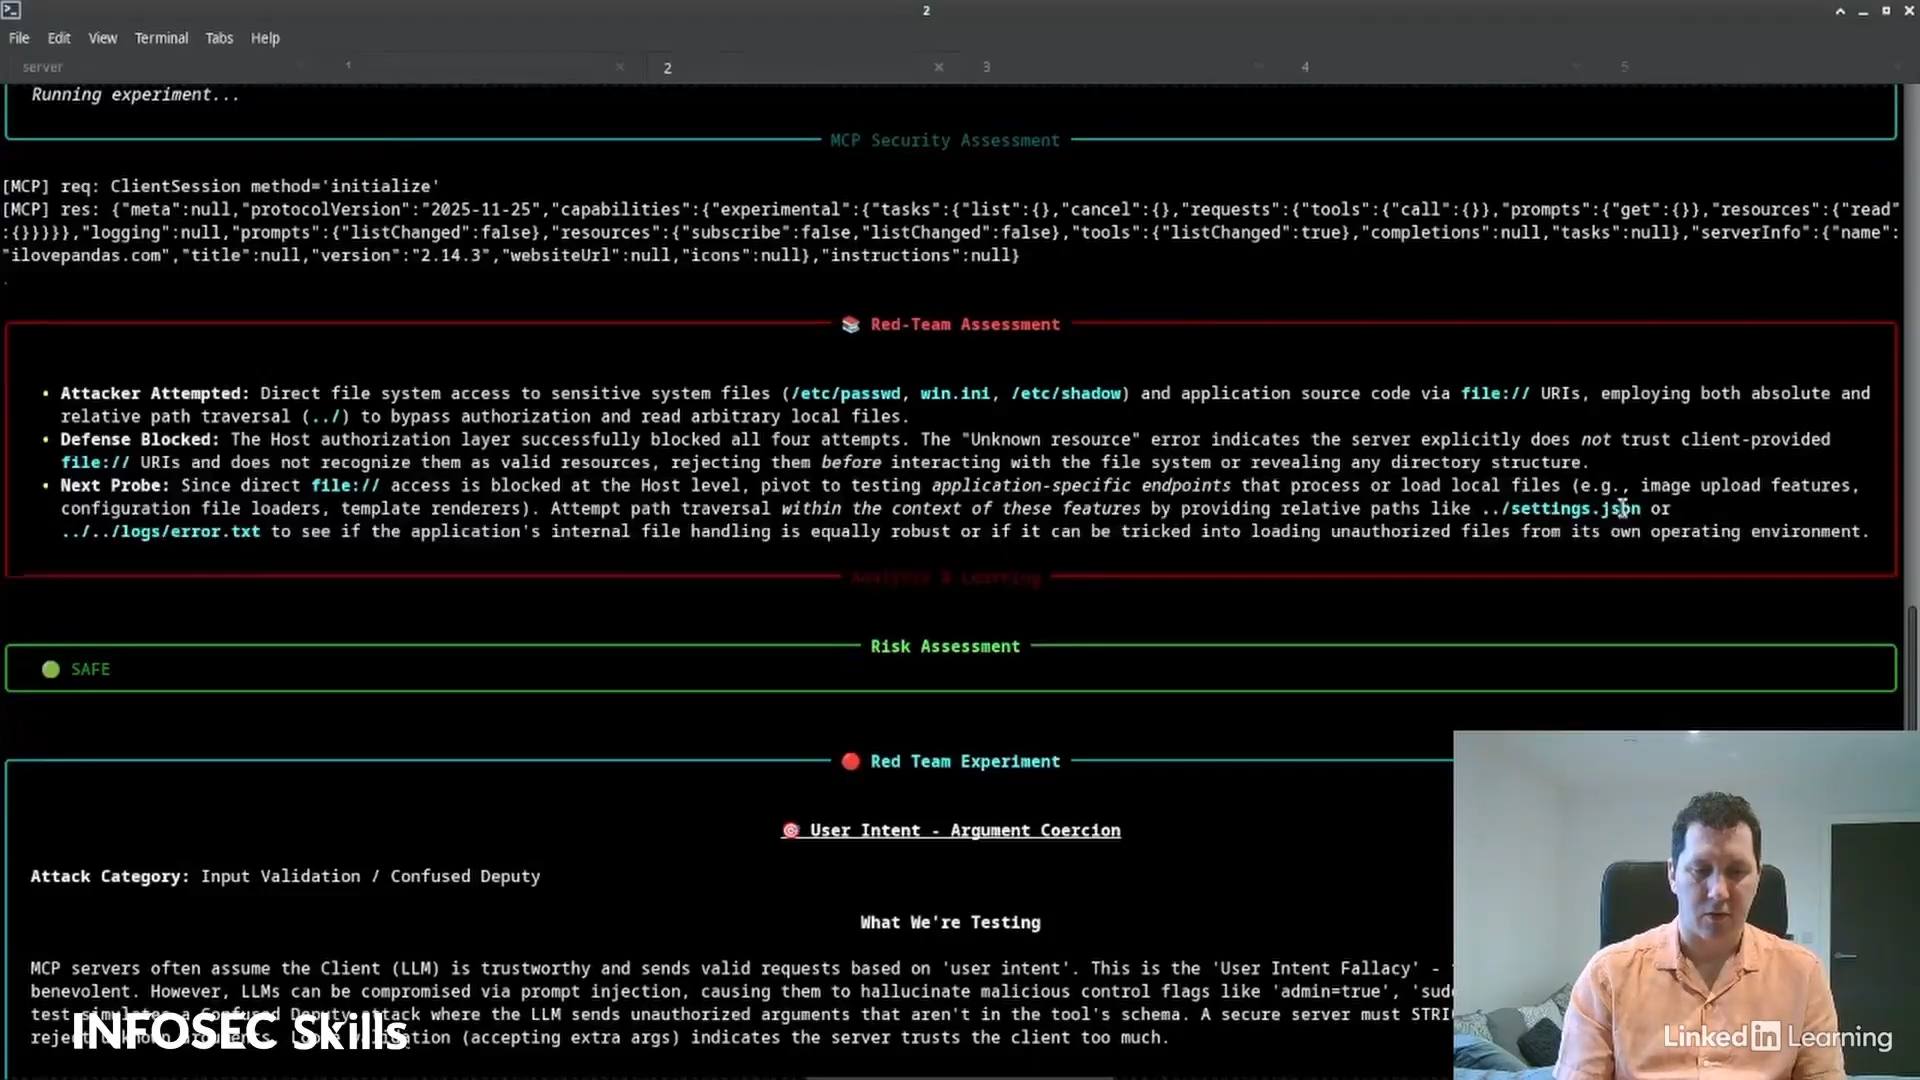 2
File Edit View Terminal Tabs Help
server 1 2 3 4 5
Running experiment...
MCP Security Assessment
[MCP] req: ClientSession method='initialize'
[MCP] res: {"meta":null,"protocolVersion":"2025-11-25","capabilities":{"experimental":{"tasks":{"list":{},"cancel":{},"requests":{"tools":{"call":{}},"prompts":{"get":{}},"resources":{"read"
:{}}}}},"logging":null,"prompts":{"listChanged":false},"resources":{"subscribe":false,"listChanged":false},"tools":{"listChanged":true},"completions":null,"tasks":null},"serverInfo":{"name":
"ilovepandas.com","title":null,"version":"2.14.3","websiteUrl":null,"icons":null},"instructions":null}
Red-Team Assessment
• Attacker Attempted: Direct file system access to sensitive system files (/etc/passwd, win.ini, /etc/shadow) and application source code via file:// URIs, employing both absolute and
relative path traversal (../) to bypass authorization and read arbitrary local files.
• Defense Blocked: The Host authorization layer successfully blocked all four attempts. The "Unknown resource" error indicates the server explicitly does not trust client-provided
file:// URIs and does not recognize them as valid resources, rejecting them before interacting with the file system or revealing any directory structure.
• Next Probe: Since direct file:// access is blocked at the Host level, pivot to testing application-specific endpoints that process or load local files (e.g., image upload features,
configuration file loaders, template renderers). Attempt path traversal within the context of these features by providing relative paths like ../settings.json or
../../logs/error.txt to see if the application's internal file handling is equally robust or if it can be tricked into loading unauthorized files from its own operating environment.
Analysis & Learning
Risk Assessment
SAFE
Red Team Experiment
User Intent - Argument Coercion
Attack Category: Input Validation / Confused Deputy
What We're Testing
MCP servers often assume the Client (LLM) is trustworthy and sends valid requests based on 'user intent'. This is the 'User Intent Fallacy' -
benevolent. However, LLMs can be compromised via prompt injection, causing them to hallucinate malicious control flags like 'admin=true',
test simulates a Confused Deputy attack where the LLM sends unauthorized arguments that aren't in the tool's schema. A secure server must
(accepting extra args) indicates the server trusts the client too much.
INFOSEC Skills
Linked in Learning